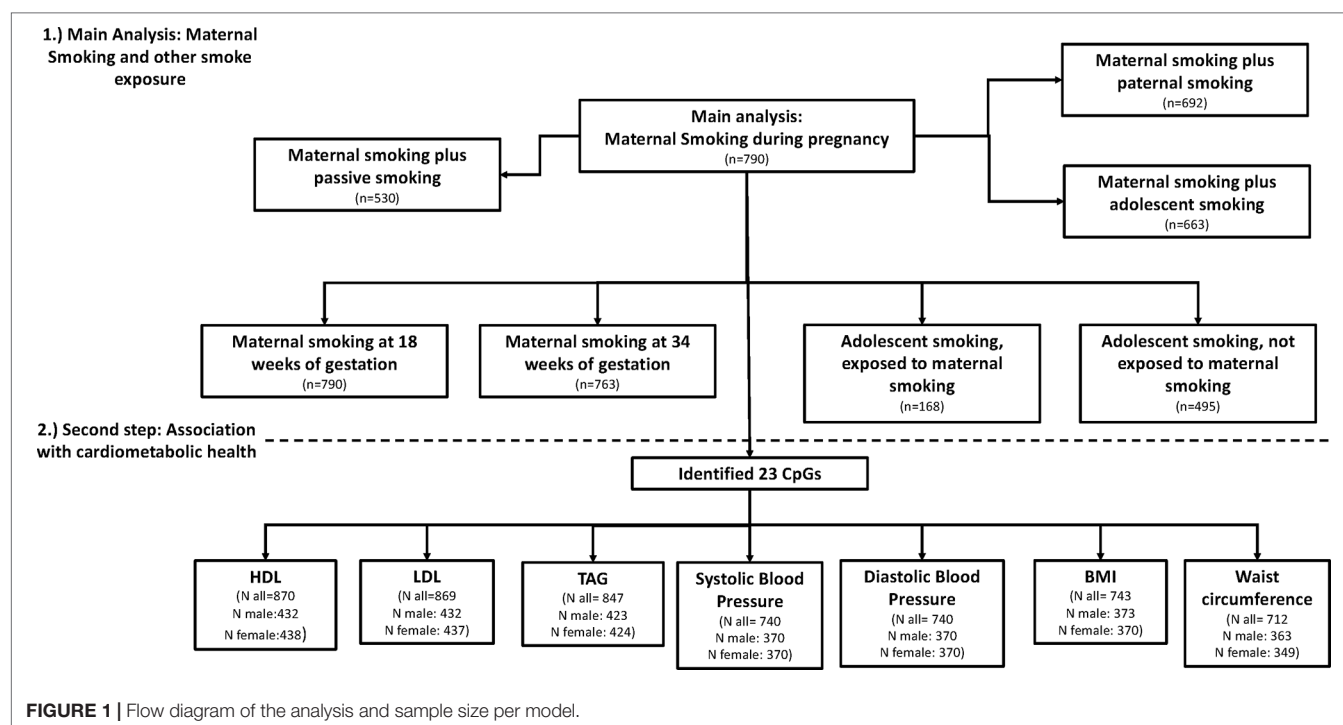 1.) Main Analysis: Maternal
Smoking and other smoke
exposure
Maternal smoking plus
paternal smoking
(n=692)
Main analysis:
Maternal Smoking during pregnancy
(n=790)
Maternal smoking plus
passive smoking
(n=530)
Maternal smoking plus
adolescent smoking
(n=663)
Maternal smoking at 18
weeks of gestation
(n=790)
Maternal smoking at 34
weeks of gestation
(n=763)
Adolescent smoking,
exposed to maternal
smoking
(n=168)
Adolescent smoking, not
exposed to maternal
smoking
(n=495)
2.) Second step: Association
with cardiometabolic health
Identified 23 CpGs
HDL
(N all=870
N male:432
N female:438)
LDL
(N all=869
N male: 432
N female: 437)
TAG
(N all= 847
N male: 423
N female: 424)
Systolic Blood
Pressure
(N all= 740
N male: 370
N female: 370)
Diastolic Blood
Pressure
(N all= 740
N male: 370
N female: 370)
BMI
(N all= 743
N male: 373
N female: 370)
Waist
circumference
(N all= 712
N male: 363
N female: 349)
FIGURE 1 | Flow diagram of the analysis and sample size per model.